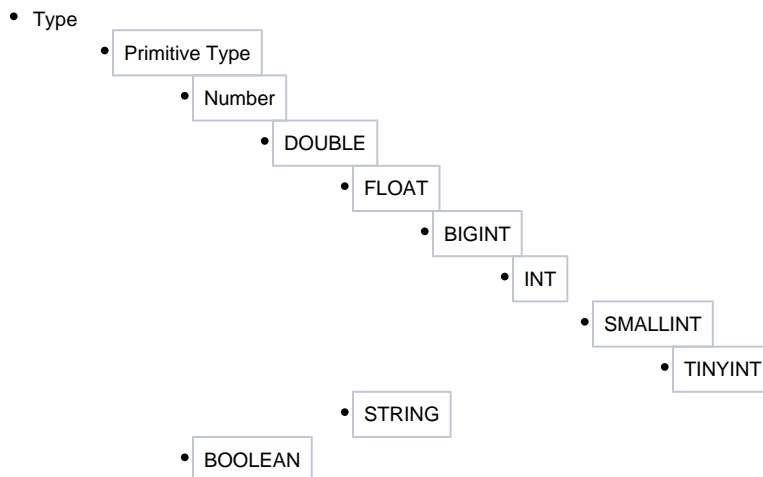 Type
Primitive Type
Number
DOUBLE
FLOAT
BIGINT
INT
SMALLINT
TINYINT
STRING
BOOLEAN